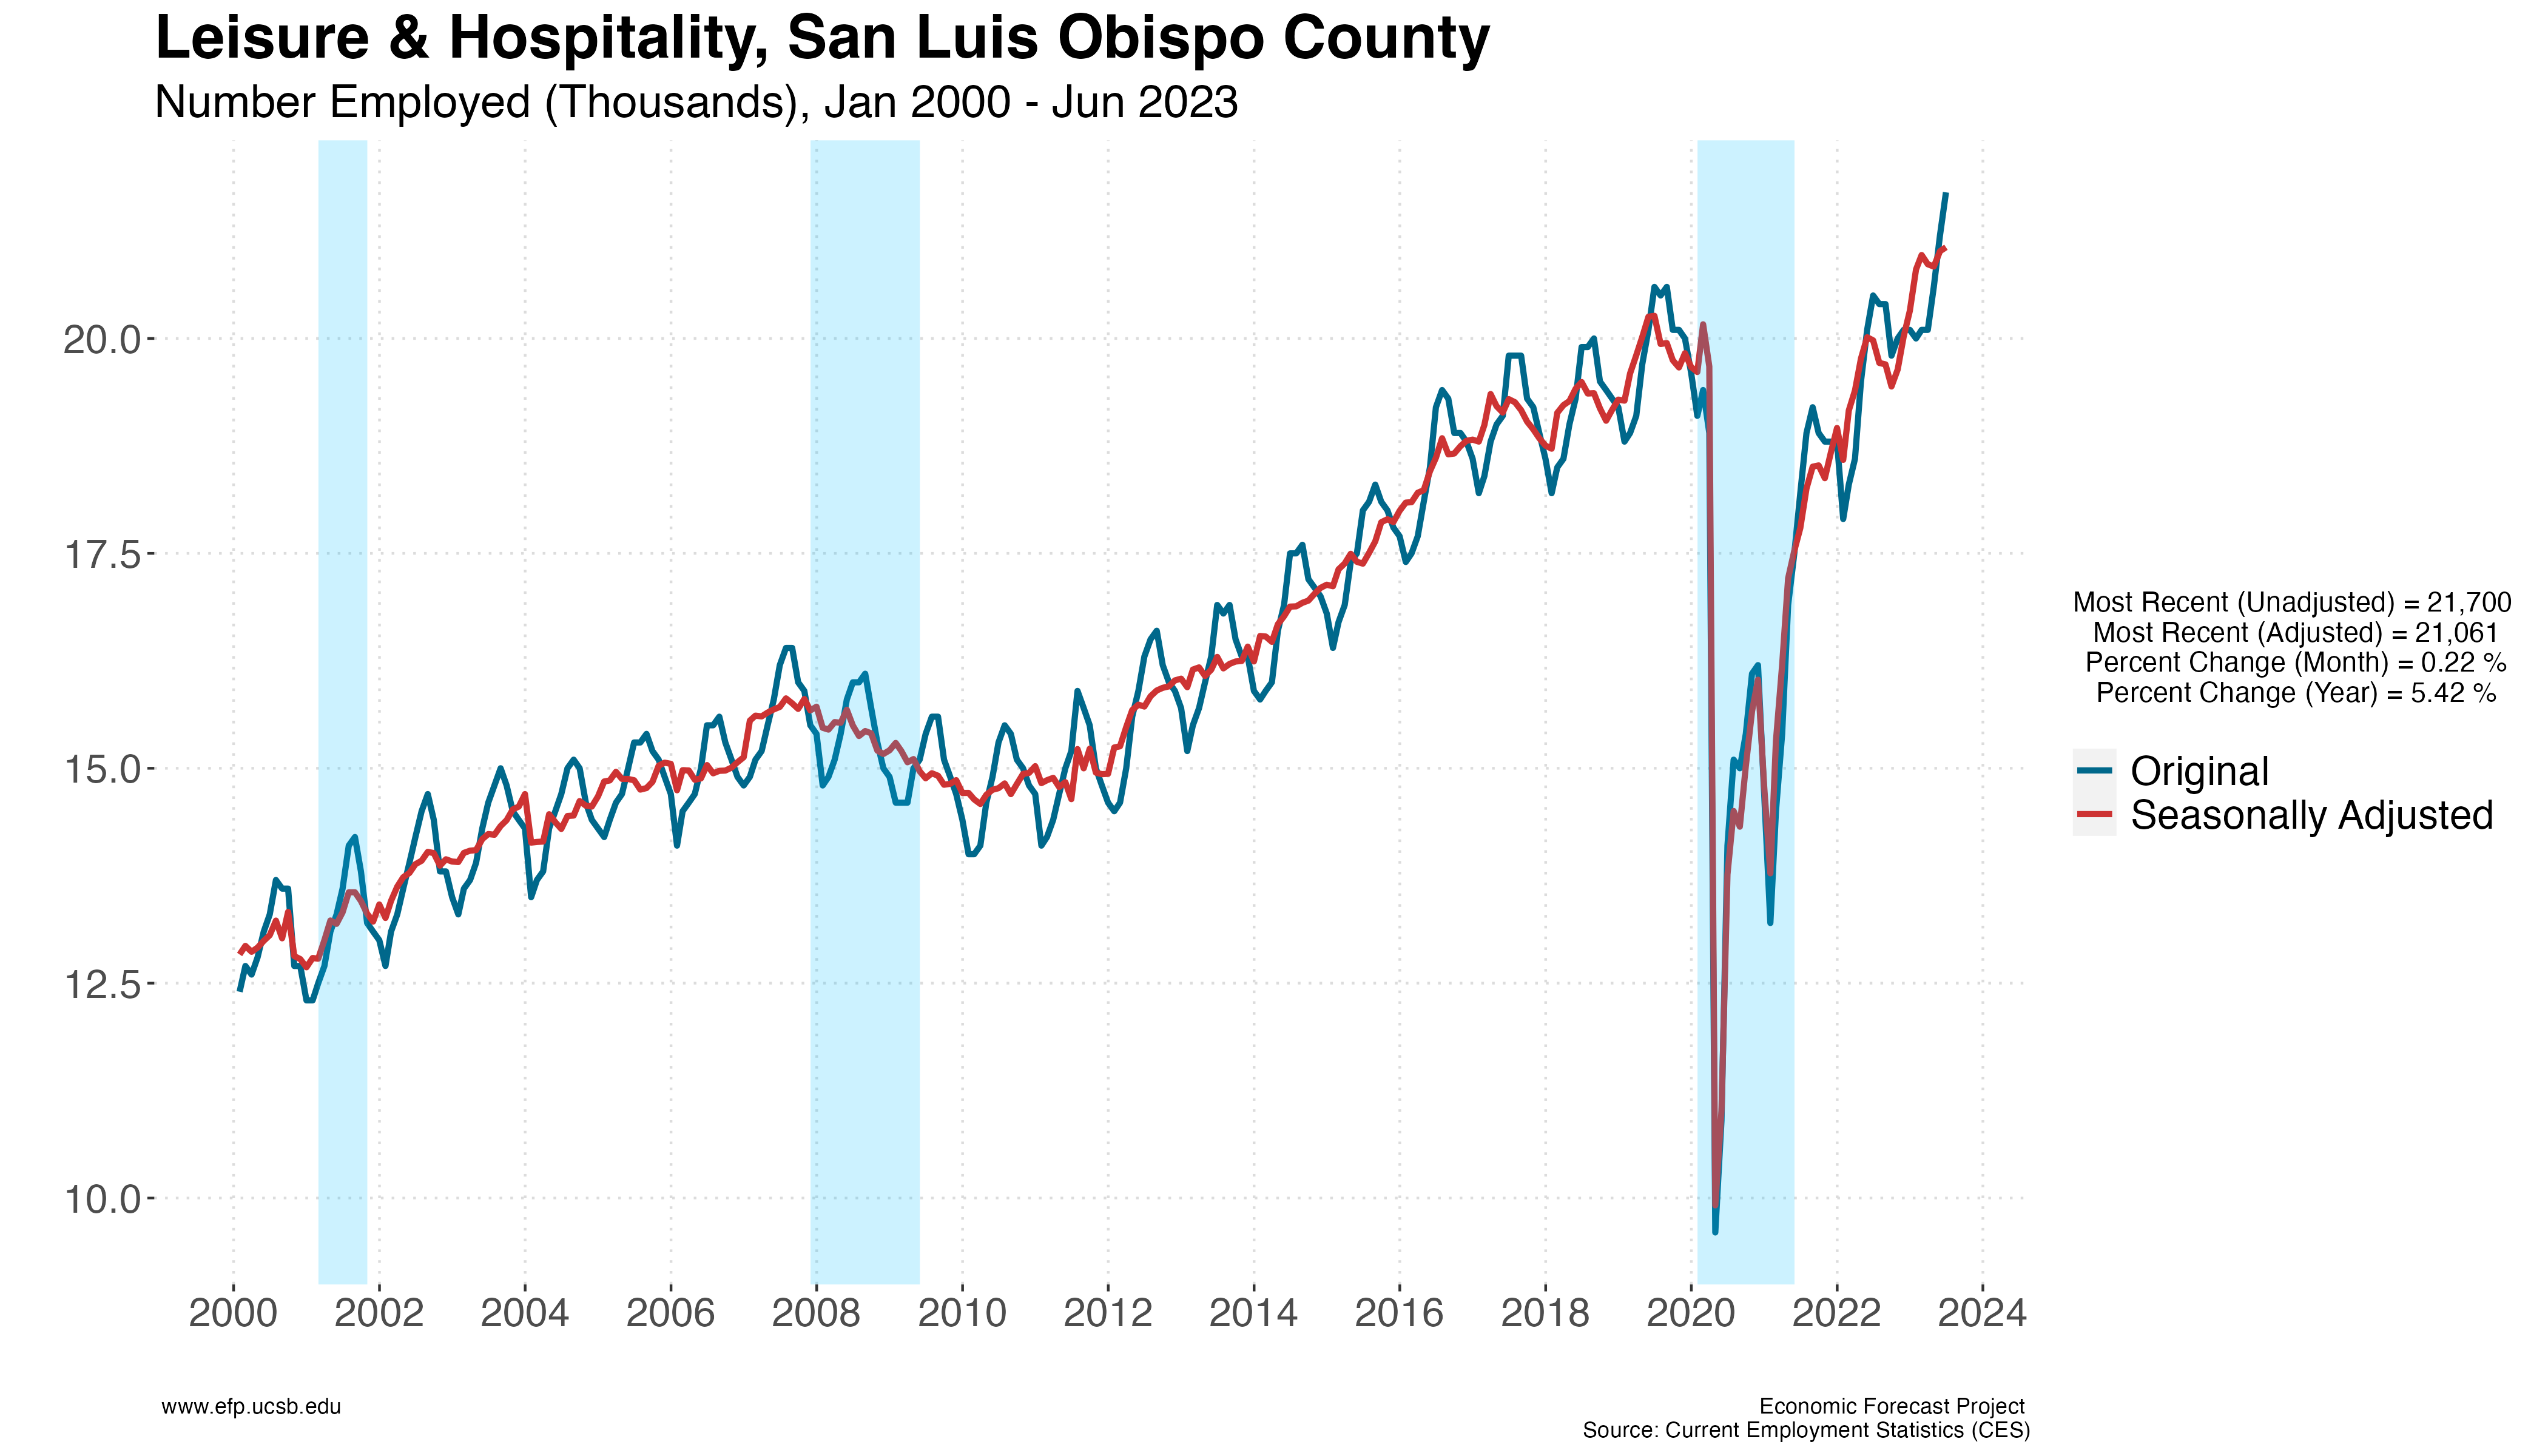 Leisure & Hospitality, San Luis Obispo County
Number Employed (Thousands), Jan 2000 - Jun 2023
20.0
17.5
15.0
12.5
10.0
2000 2002 2004 2006 2008 2010 2012 2014 2016 2018 2020 2022 2024
Most Recent (Unadjusted) = 21,700
Most Recent (Adjusted) = 21,061
Percent Change (Month) = 0.22 %
Percent Change (Year) = 5.42 %
Original
Seasonally Adjusted
www.efp.ucsb.edu
Economic Forecast Project
Source: Current Employment Statistics (CES)